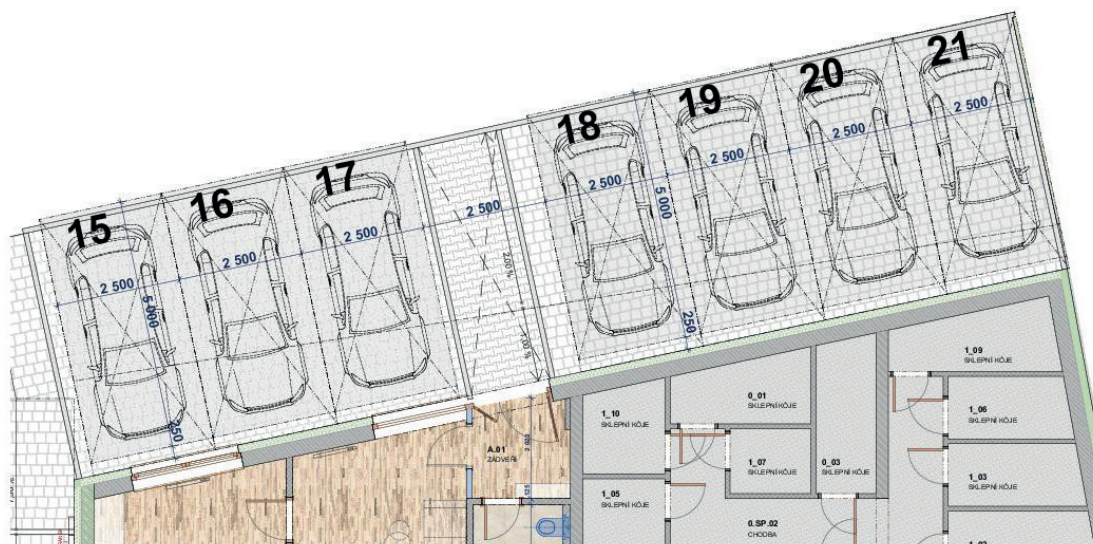 15
16
17
18
19
20
21
2 500
2 500
2 500
2 500
2 500
2 500
2 500
2 500
5 000
5 000
250
250
2,00 %
1_09
SKLEPNÍ KÓJE
0_01
SKLEPNÍ KÓJE
1_10
SKLEPNÍ KÓJE
1_06
SKLEPNÍ KÓJE
A.01
ZÁDVEŘÍ
1_07
SKLEPNÍ KÓJE
0_03
SKLEPNÍ KÓJE
1_03
SKLEPNÍ KÓJE
1_05
SKLEPNÍ KÓJE
0.SP.02
CHODBA